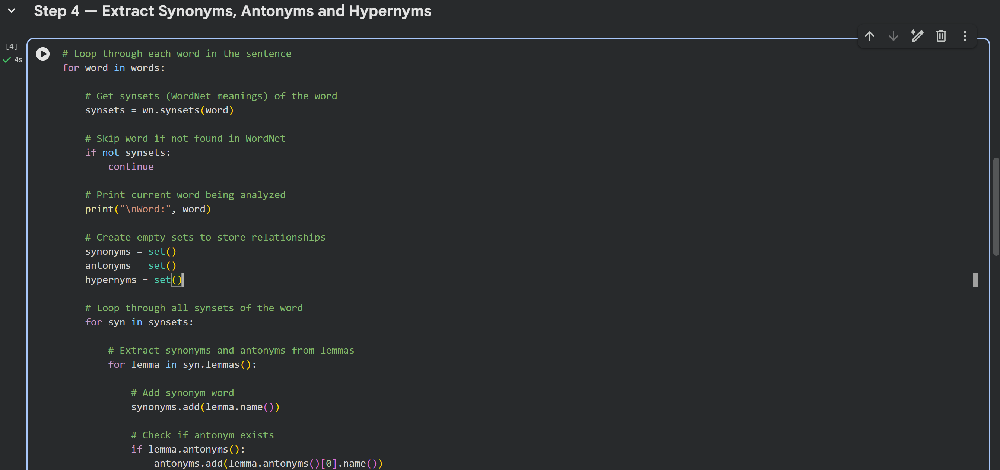 Step 4 — Extract Synonyms, Antonyms and Hypernyms
[4]
4s
# Loop through each word in the sentence
for word in words:
    # Get synsets (WordNet meanings) of the word
    synsets = wn.synsets(word)
    # Skip word if not found in WordNet
    if not synsets:
        continue
    # Print current word being analyzed
    print("\nWord:", word)
    # Create empty sets to store relationships
    synonyms = set()
    antonyms = set()
    hypernyms = set()
    # Loop through all synsets of the word
    for syn in synsets:
        # Extract synonyms and antonyms from lemmas
        for lemma in syn.lemmas():
            # Add synonym word
            synonyms.add(lemma.name())
            # Check if antonym exists
            if lemma.antonyms():
                antonyms.add(lemma.antonyms()[0].name())